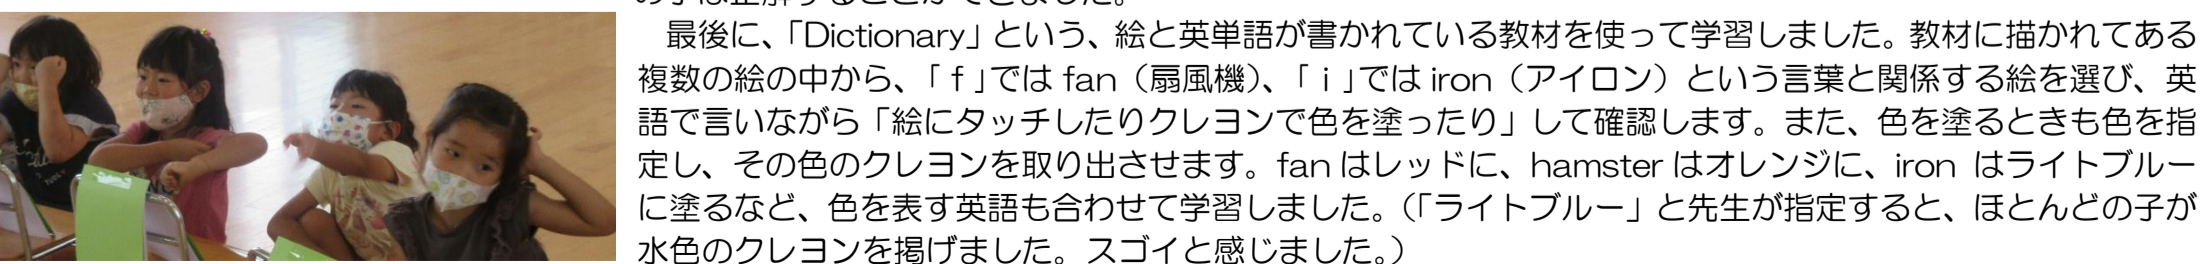 最後に、「Dictionary」という、絵と英単語が書かれている教材を使って学習しました。教材に描かれてある
複数の絵の中から、「ｆ」では fan（扇風機）、「ｉ」では iron（アイロン）という言葉と関係する絵を選び、英
語で言いながら「絵にタッチしたりクレヨンで色を塗ったり」して確認します。また、色を塗るときも色を指
定し、その色のクレヨンを取り出させます。fan はレッドに、hamster はオレンジに、iron はライトブルー
に塗るなど、色を表す英語も合わせて学習しました。（「ライトブルー」と先生が指定すると、ほとんどの子が
水色のクレヨンを掲げました。スゴイと感じました。）